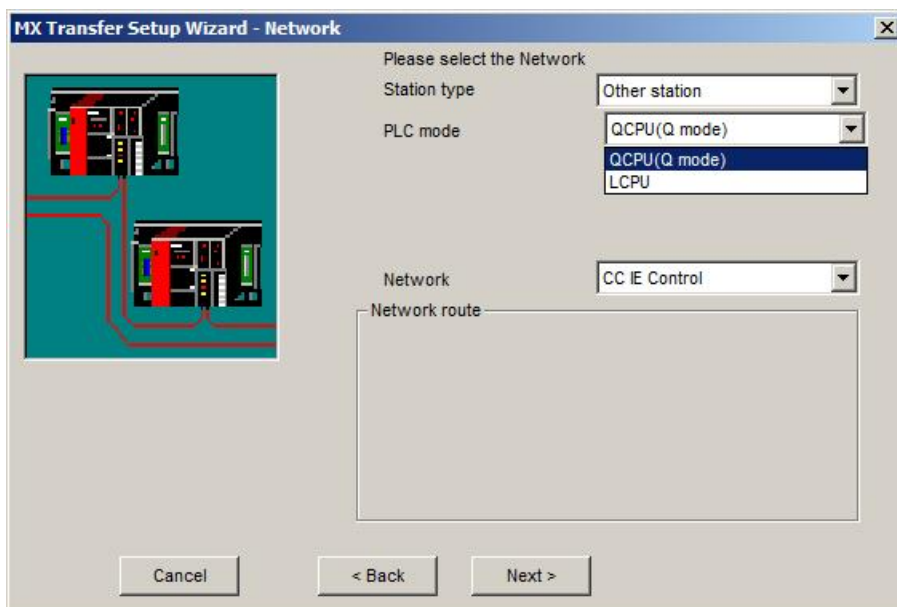 MX Transfer Setup Wizard - Network
Please select the Network
Station type
Other station
PLC mode
QCPU(Q mode)
QCPU(Q mode)
LCPU
Network
CC IE Control
Network route
Cancel
< Back
Next >